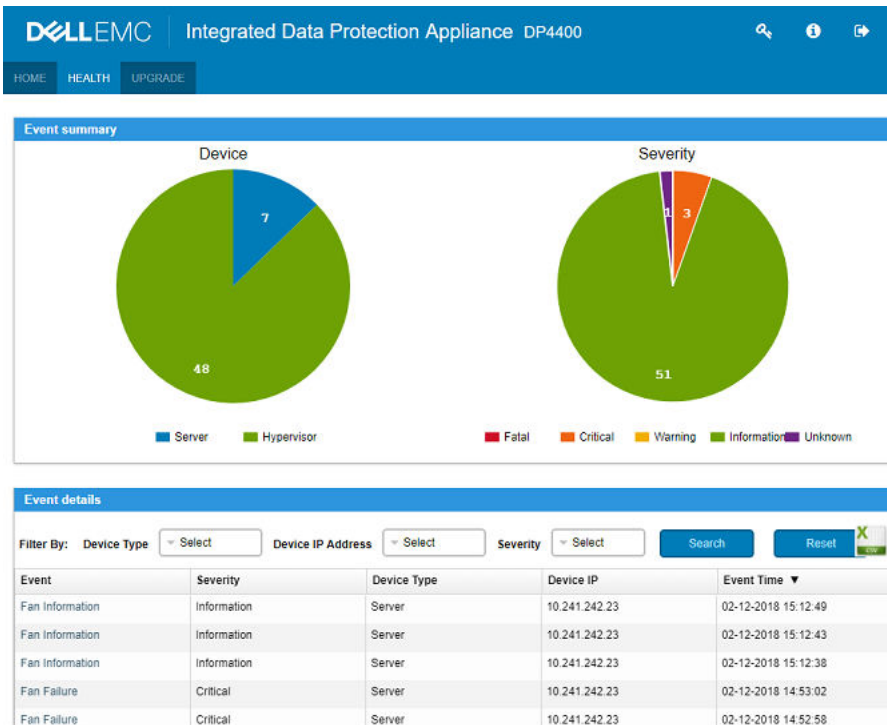 DELLEMC Integrated Data Protection Appliance DP4400
HOME HEALTH UPGRADE
Event summary
Device
7
48
Server Hypervisor
Severity
1 3
51
Fatal Critical Warning Information Unknown
Event details
Filter By: Device Type Select Device IP Address Select Severity Select Search Reset
X
csv
Event Severity Device Type Device IP Event Time ▼
Fan Information Information Server 10.241.242.23 02-12-2018 15:12:49
Fan Information Information Server 10.241.242.23 02-12-2018 15:12:43
Fan Information Information Server 10.241.242.23 02-12-2018 15:12:38
Fan Failure Critical Server 10.241.242.23 02-12-2018 14:53:02
Fan Failure Critical Server 10.241.242.23 02-12-2018 14:52:58